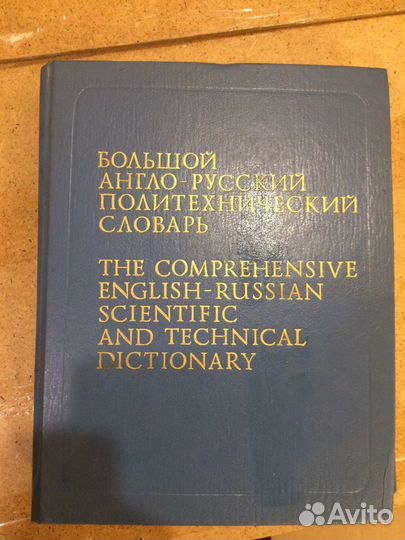 БОЛЬШОЙ
АНГЛО-РУССКИЙ
ПОЛИТЕХНИЧЕСКИЙ
СЛОВАРЬ
THE COMPREHENSIVE
ENGLISH-RUSSIAN
SCIENTIFIC
AND TECHNICAL
DICTIONARY
Avito